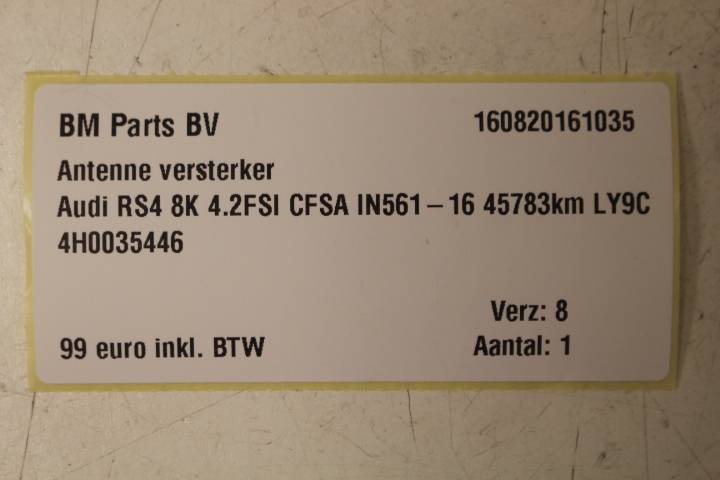 BM Parts BV 160820161035
Antenne versterker
Audi RS4 8K 4.2FSI CFSA IN561-16 45783km LY9C
4H0035446
Verz: 8
99 euro inkl. BTW Aantal: 1